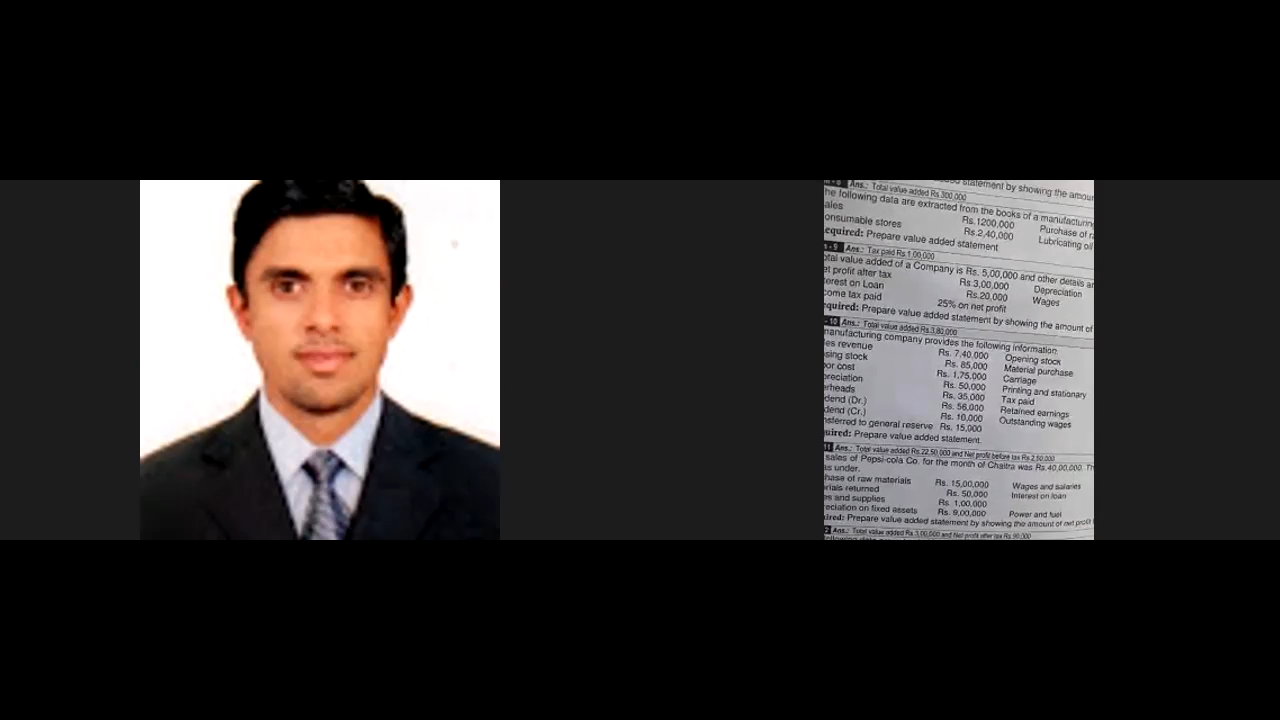 Ans.: Total value added Rs.300,000
he following data are extracted from the books of a manufacturin
ales Rs.1200,000 Purchase of ra
onsumable stores Rs.2,40,000 Lubricating oil
equired: Prepare value added statement
- 9 Ans.: Tax paid Rs.1,00,000
otal value added of a Company is Rs. 5,00,000 and other details ar
et profit after tax Rs.3,00,000 Depreciation
erest on Loan Rs.20,000 Wages
come tax paid 25% on net profit
quired: Prepare value added statement by showing the amount of
- 10 Ans.: Total value added Rs.3,80,000
manufacturing company provides the following information:
es revenue Rs. 7,40,000 Opening stock
sing stock Rs. 85,000 Material purchase
or cost Rs. 1,75,000 Carriage
reciation Rs. 50,000 Printing and stationary
rheads Rs. 35,000 Tax paid
dend (Dr.) Rs. 56,000 Retained earnings
dend (Cr.) Rs. 10,000 Outstanding wages
nsferred to general reserve Rs. 15,000
uired: Prepare value added statement.
11 Ans.: Total value added Rs.22,50,000 and Net profit before tax Rs.2,50,000
sales of Pepsi-cola Co. for the month of Chaitra was Rs.40,00,000. Th
as under.
hase of raw materials Rs. 15,00,000 Wages and salaries
rials returned Rs. 50,000 Interest on loan
es and supplies Rs. 1,00,000
reciation on fixed assets Rs. 9,00,000 Power and fuel
ired: Prepare value added statement by showing the amount of net profit
2 Ans.: Total value added Rs.3,00,000 and Net profit after tax Rs.90,000